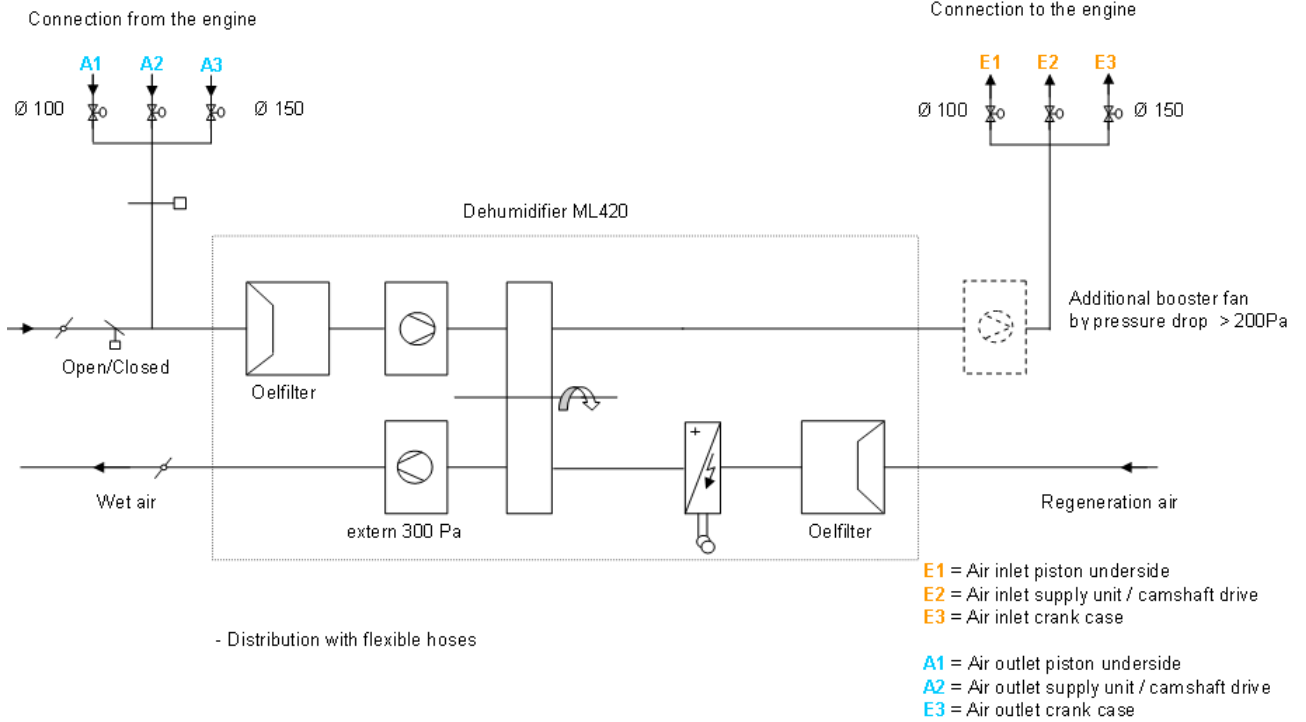 Connection from the engine
Connection to the engine
A1 A2 A3
E1 E2 E3
Ø 100
Ø 150
Ø 100
Ø 150
Dehumidifier ML420
Additional booster fan
by pressure drop > 200Pa
Open/Closed
Oelfilter
+
Wet air
extern 300 Pa
Oelfilter
Regeneration air
E1 = Air inlet piston underside
E2 = Air inlet supply unit / camshaft drive
E3 = Air inlet crank case
- Distribution with flexible hoses
A1 = Air outlet piston underside
A2 = Air outlet supply unit / camshaft drive
E3 = Air outlet crank case